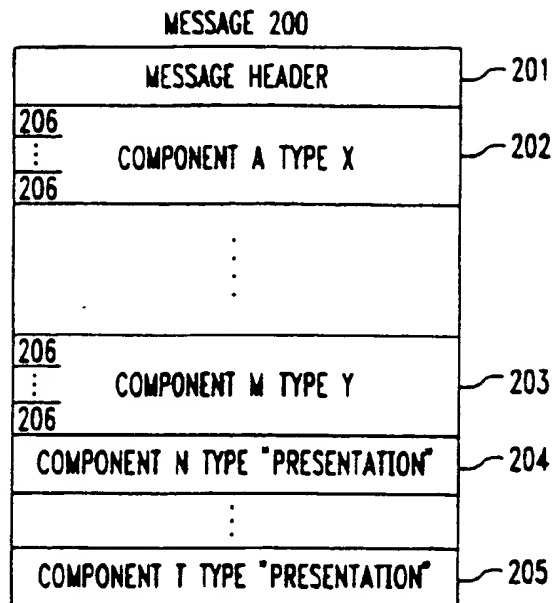 MESSAGE 200
MESSAGE HEADER
201
206
COMPONENT A TYPE X
202
206
206
COMPONENT M TYPE Y
203
206
COMPONENT N TYPE "PRESENTATION"
204
COMPONENT T TYPE "PRESENTATION"
205